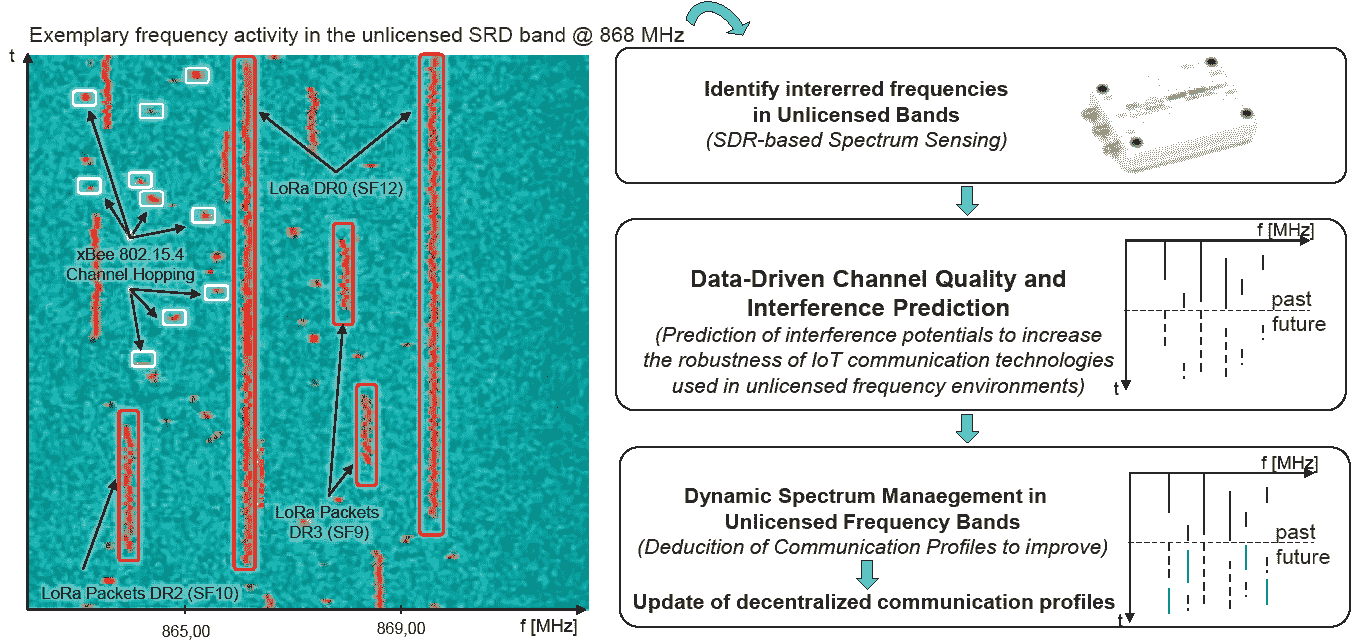 Exemplary frequency activity in the unlicensed SRD band @ 868 MHz
t
LoRa DR0 (SF12)
xBee 802.15.4
Channel Hopping
LoRa Packets
DR3 (SF9)
LoRa Packets DR2 (SF10)
865,00
869,00
f [MHz]
Identify intererred frequencies
in Unlicensed Bands
(SDR-based Spectrum Sensing)
Data-Driven Channel Quality and
Interference Prediction
(Prediction of interference potentials to increase
the robustness of IoT communication technologies
used in unlicensed frequency environments)
f [MHz]
past
future
t
Dynamic Spectrum Manaegement in
Unlicensed Frequency Bands
(Deducition of Communication Profiles to improve)
Update of decentralized communication profiles
f [MHz]
past
future
t